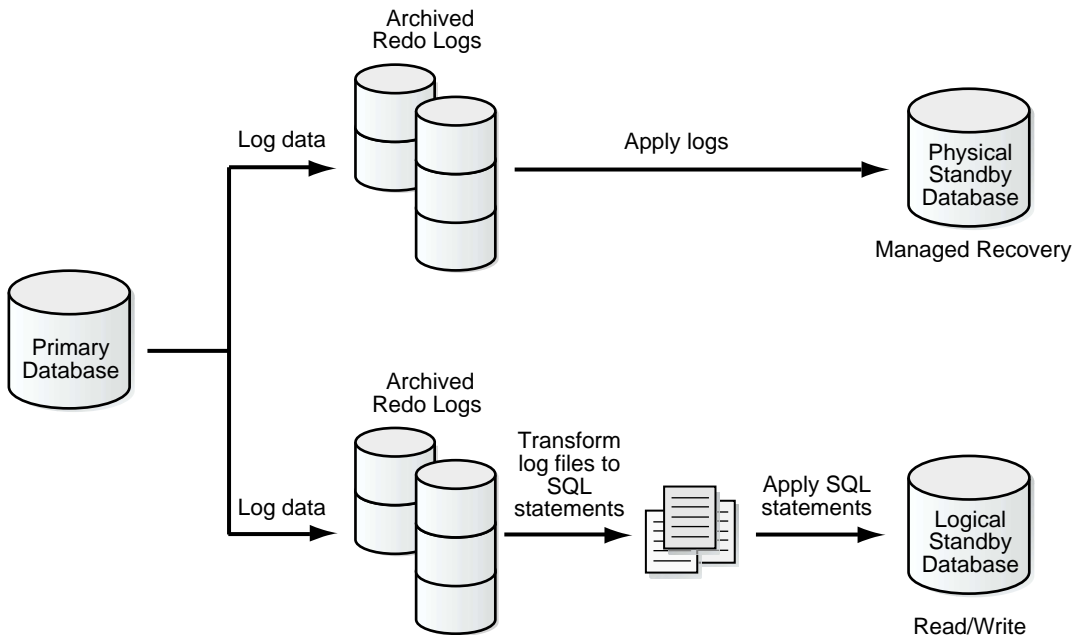 Archived
Redo Logs
Log data
Apply logs
Physical
Standby
Database
Managed Recovery
Primary
Database
Archived
Redo Logs
Log data
Transform
log files to
SQL
statements
Apply SQL
statements
Logical
Standby
Database
Read/Write